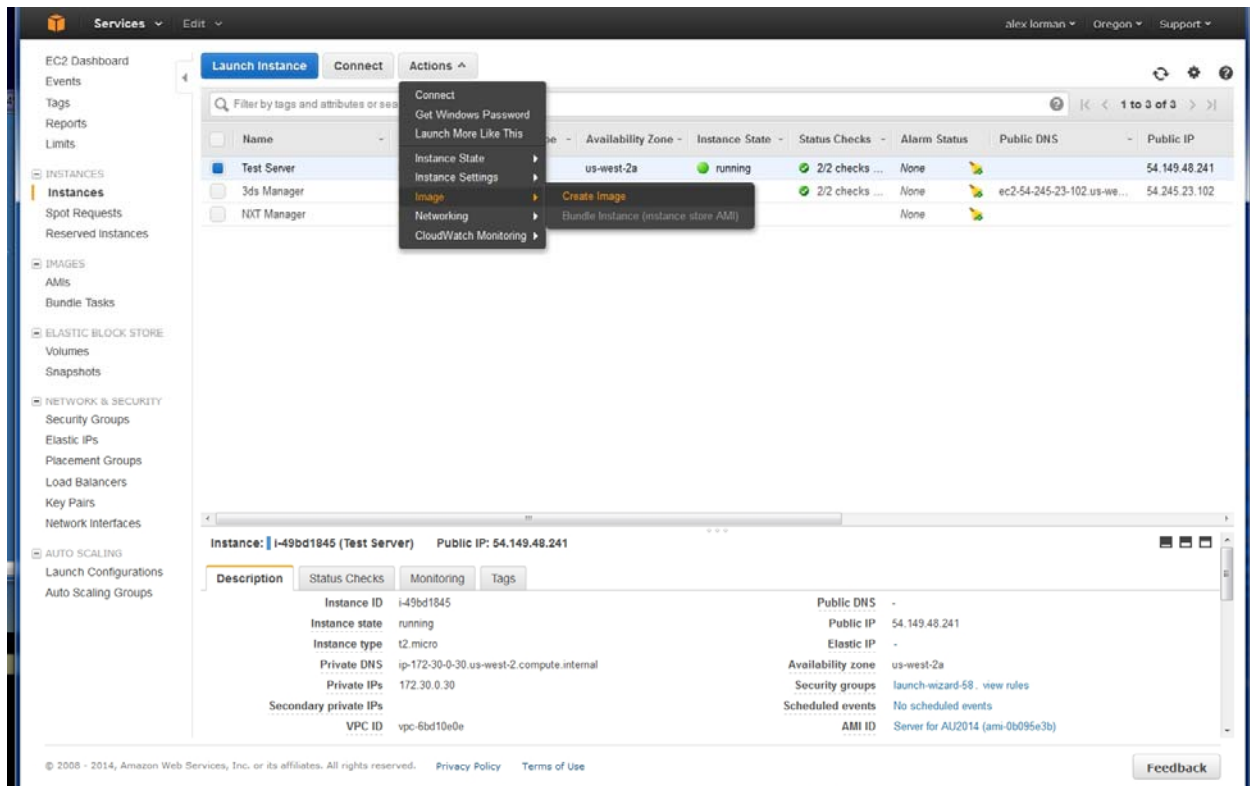 Services Edit alex lorman Oregon Support
EC2 Dashboard
Events
Tags
Reports
Limits
INSTANCES
Instances
Spot Requests
Reserved Instances
IMAGES
AMIs
Bundle Tasks
ELASTIC BLOCK STORE
Volumes
Snapshots
NETWORK & SECURITY
Security Groups
Elastic IPs
Placement Groups
Load Balancers
Key Pairs
Network Interfaces
AUTO SCALING
Launch Configurations
Auto Scaling Groups
Launch Instance Connect Actions
Filter by tags and attributes or sea 1 to 3 of 3
Connect
Get Windows Password
Launch More Like This
Instance State
Instance Settings
Image
Networking
CloudWatch Monitoring
Create Image
Bundle Instance (instance store AMI)
Name Availability Zone Instance State Status Checks Alarm Status Public DNS Public IP
Test Server us-west-2a running 2/2 checks ... None 54.149.48.241
3ds Manager 2/2 checks ... None ec2-54-245-23-102.us-we... 54.245.23.102
NXT Manager None
Instance: i-49bd1845 (Test Server) Public IP: 54.149.48.241
Description Status Checks Monitoring Tags
Instance ID i-49bd1845 Public DNS -
Instance state running Public IP 54.149.48.241
Instance type t2.micro Elastic IP -
Private DNS ip-172-30-0-30.us-west-2.compute.internal Availability zone us-west-2a
Private IPs 172.30.0.30 Security groups launch-wizard-58. view rules
Secondary private IPs Scheduled events No scheduled events
VPC ID vpc-6bd10e0e AMI ID Server for AU2014 (ami-0b095e3b)
© 2008 - 2014, Amazon Web Services, Inc. or its affiliates. All rights reserved. Privacy Policy Terms of Use Feedback